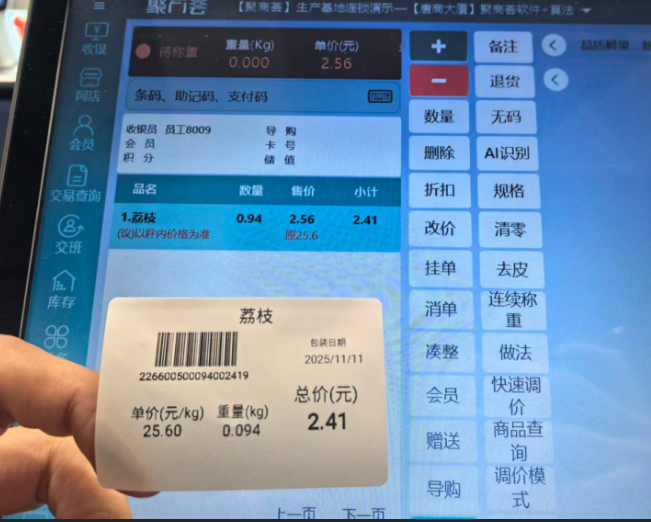 聚商荟 【聚商荟】生产基地连锁演示—【唐商大厦】聚商荟软件+算法
收银
网店
会员
交易查询
交班
库存
待称重 重量(Kg) 单价(元)
0.000 2.56
条码、助记码、支付码
收银员 员工8009 导 购
会 员 卡 号
积 分 储 值
品名 数量 售价 小计
1.荔枝 0.94 2.56 2.41
(议)以秤内价格为准 原25.6
+ 备注
− 退货
数量 无码
删除 AI识别
折扣 规格
改价 清零
挂单 去皮
消单 连续称
重
凑整 做法
会员 快速调
价
赠送 商品查
询
导购 调价模
式
荔枝
包装日期
2025/11/11
226600500094002419
总价(元)
单价(元/kg) 重量(kg) 2.41
25.60 0.094
上一页 下一页